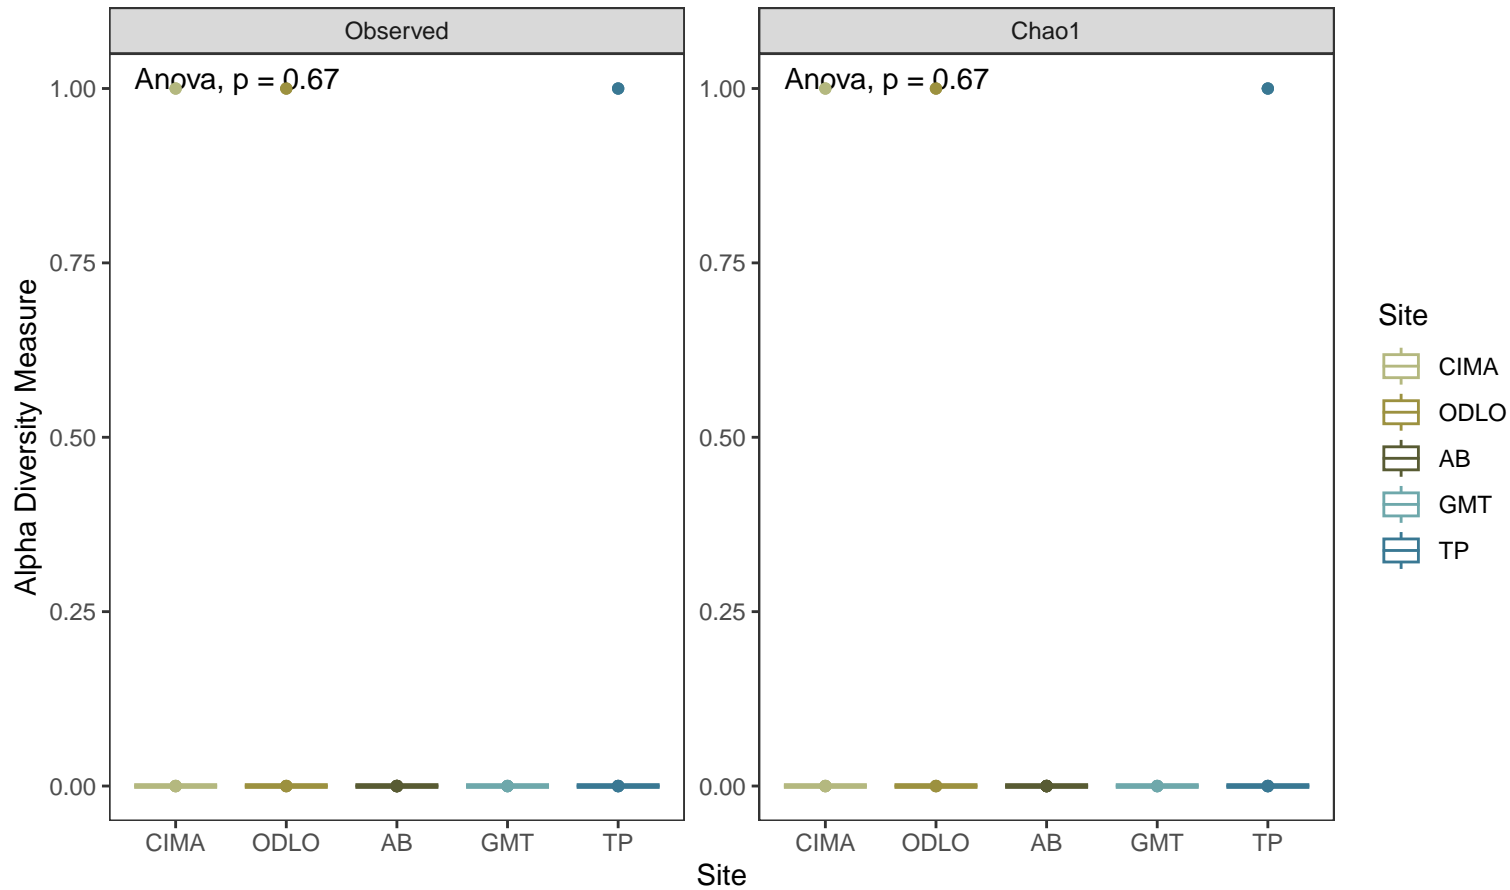 Observed
Chao1
Anova, p = 0.67
Anova, p = 0.67
Alpha Diversity Measure
1.00
0.75
0.50
0.25
0.00
1.00
0.75
0.50
0.25
0.00
CIMA ODLO AB GMT TP
CIMA ODLO AB GMT TP
Site
Site
CIMA
ODLO
AB
GMT
TP